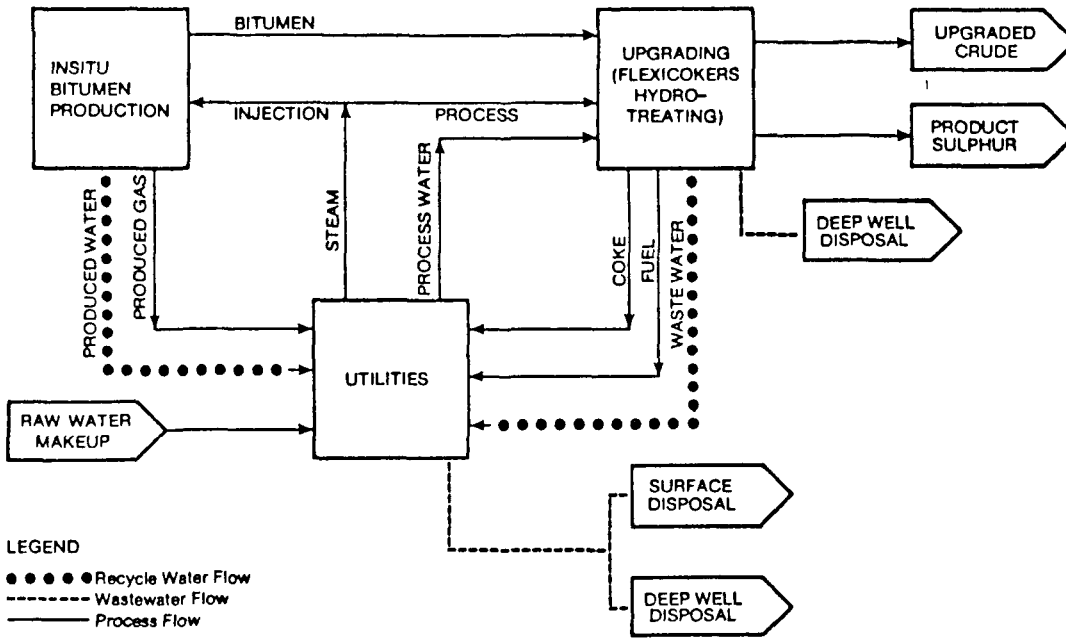 BITUMEN
INSITU
BITUMEN
PRODUCTION
UPGRADING
(FLEXICOKERS
HYDRO-
TREATING)
UPGRADED
CRUDE
INJECTION
PROCESS
PRODUCT
SULPHUR
PRODUCED WATER
PRODUCED GAS
STEAM
PROCESS WATER
COKE
FUEL
WASTE WATER
DEEP WELL
DISPOSAL
UTILITIES
RAW WATER
MAKEUP
SURFACE
DISPOSAL
DEEP WELL
DISPOSAL
LEGEND
Recycle Water Flow
Wastewater Flow
Process Flow